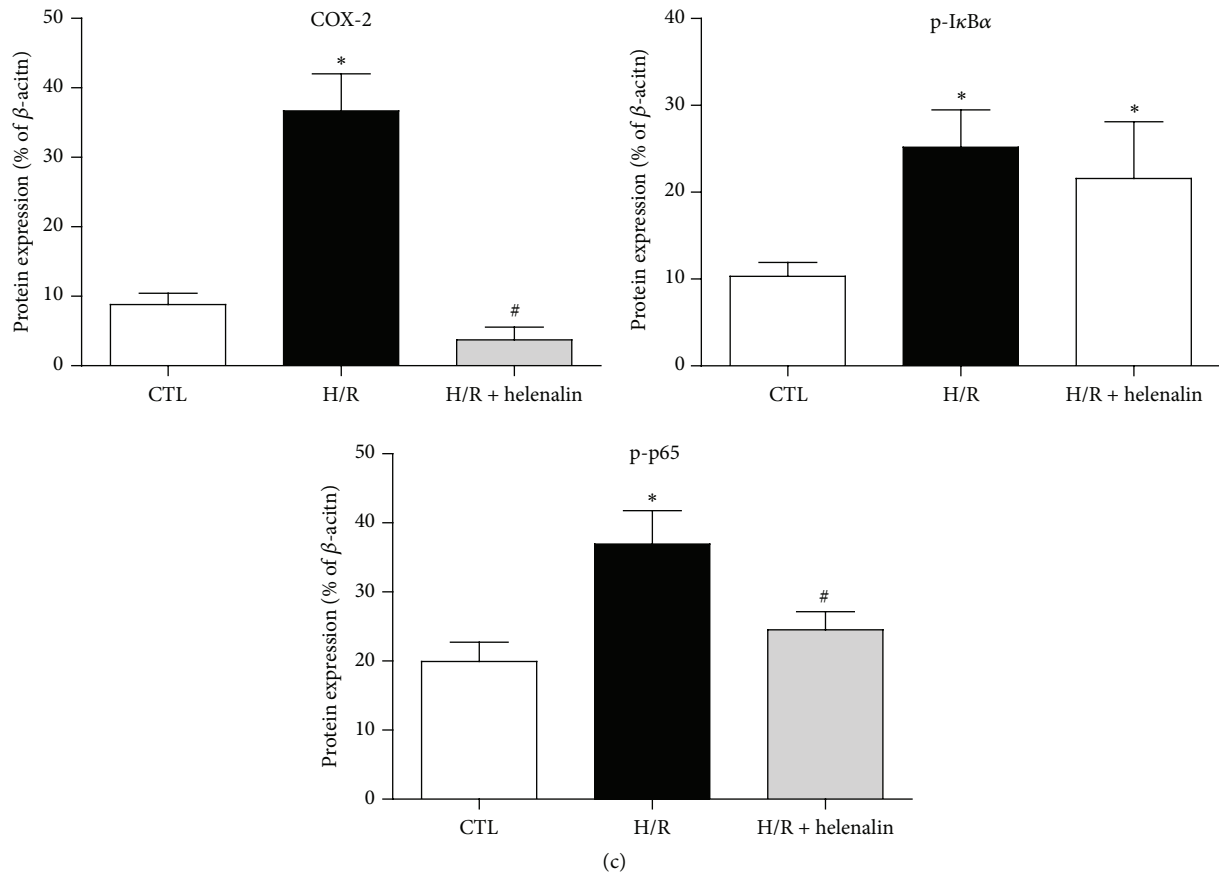 COX-2
Protein expression (% of β-acitn)
50
40
30
20
10
0
*
#
CTL
H/R
H/R + helenalin
p-IκBα
Protein expression (% of β-acitn)
40
30
20
10
0
*
*
CTL
H/R
H/R + helenalin
p-p65
Protein expression (% of β-acitn)
50
40
30
20
10
0
*
#
CTL
H/R
H/R + helenalin
(c)